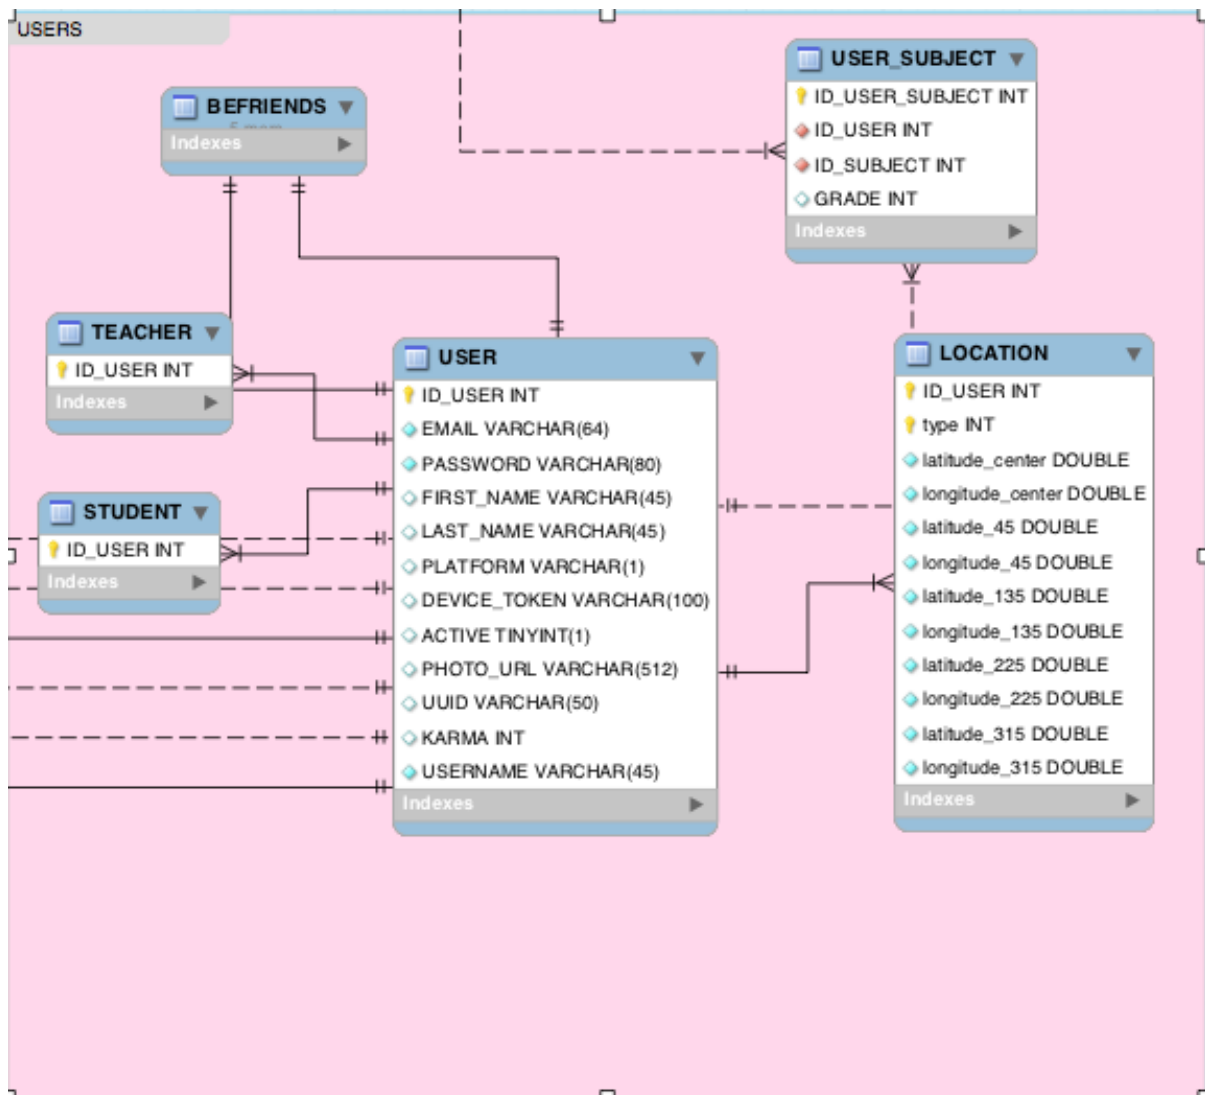 USERS
BEFRIENDS
Indexes
USER_SUBJECT
ID_USER_SUBJECT INT
ID_USER INT
ID_SUBJECT INT
GRADE INT
Indexes
TEACHER
ID_USER INT
Indexes
STUDENT
ID_USER INT
Indexes
USER
ID_USER INT
EMAIL VARCHAR(64)
PASSWORD VARCHAR(80)
FIRST_NAME VARCHAR(45)
LAST_NAME VARCHAR(45)
PLATFORM VARCHAR(1)
DEVICE_TOKEN VARCHAR(100)
ACTIVE TINYINT(1)
PHOTO_URL VARCHAR(512)
UUID VARCHAR(50)
KARMA INT
USERNAME VARCHAR(45)
Indexes
LOCATION
ID_USER INT
type INT
latitude_center DOUBLE
longitude_center DOUBLE
latitude_45 DOUBLE
longitude_45 DOUBLE
latitude_135 DOUBLE
longitude_135 DOUBLE
latitude_225 DOUBLE
longitude_225 DOUBLE
latitude_315 DOUBLE
longitude_315 DOUBLE
Indexes